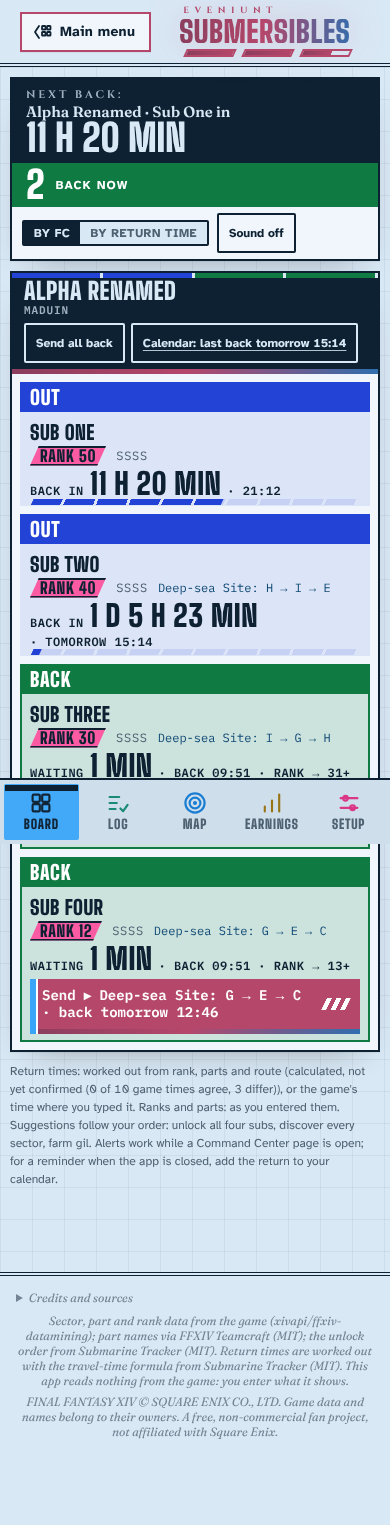 Main menu
EVENIUNT
SUBMERSIBLES
NEXT BACK:
Alpha Renamed · Sub One in
11 H 20 MIN
2 BACK NOW
BY FC BY RETURN TIME Sound off
ALPHA RENAMED
MADUIN
Send all back Calendar: last back tomorrow 15:14
OUT
SUB ONE
RANK 50 SSSS
BACK IN 11 H 20 MIN · 21:12
OUT
SUB TWO
RANK 40 SSSS Deep-sea Site: H → I → E
BACK IN 1 D 5 H 23 MIN
· TOMORROW 15:14
BACK
SUB THREE
RANK 30 SSSS Deep-sea Site: I → G → H
WAITING 1 MIN · BACK 09:51 · RANK → 31+
BOARD LOG MAP EARNINGS SETUP
BACK
SUB FOUR
RANK 12 SSSS Deep-sea Site: G → E → C
WAITING 1 MIN · BACK 09:51 · RANK → 13+
Send ▶ Deep-sea Site: G → E → C
· back tomorrow 12:46
Return times: worked out from rank, parts and route (calculated, not
yet confirmed (0 of 10 game times agree, 3 differ)), or the game's
time where you typed it. Ranks and parts: as you entered them.
Suggestions follow your order: unlock all four subs, discover every
sector, farm gil. Alerts work while a Command Center page is open;
for a reminder when the app is closed, add the return to your
calendar.
▶ Credits and sources
Sector, part and rank data from the game (xivapi/ffxiv-
datamining); part names via FFXIV Teamcraft (MIT); the unlock
order from Submarine Tracker (MIT). Return times are worked out
with the travel-time formula from Submarine Tracker (MIT). This
app reads nothing from the game: you enter what it shows.
FINAL FANTASY XIV © SQUARE ENIX CO., LTD. Game data and
names belong to their owners. A free, non-commercial fan project,
not affiliated with Square Enix.